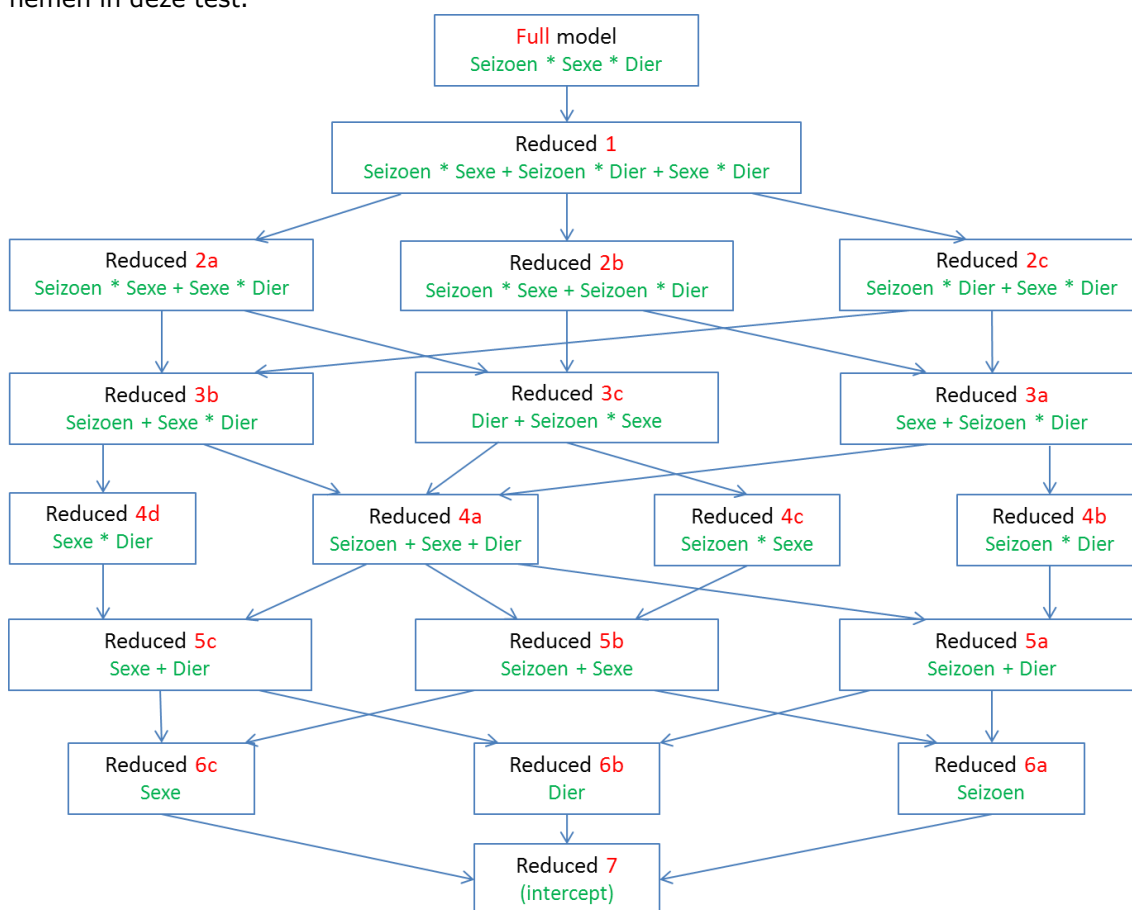 nemen in deze test.
Full model
Seizoen * Sexe * Dier
Reduced 1
Seizoen * Sexe + Seizoen * Dier + Sexe * Dier
Reduced 2a
Seizoen * Sexe + Sexe * Dier
Reduced 2b
Seizoen * Sexe + Seizoen * Dier
Reduced 2c
Seizoen * Dier + Sexe * Dier
Reduced 3b
Seizoen + Sexe * Dier
Reduced 3c
Dier + Seizoen * Sexe
Reduced 3a
Sexe + Seizoen * Dier
Reduced 4d
Sexe * Dier
Reduced 4a
Seizoen + Sexe + Dier
Reduced 4c
Seizoen * Sexe
Reduced 4b
Seizoen * Dier
Reduced 5c
Sexe + Dier
Reduced 5b
Seizoen + Sexe
Reduced 5a
Seizoen + Dier
Reduced 6c
Sexe
Reduced 6b
Dier
Reduced 6a
Seizoen
Reduced 7
(intercept)